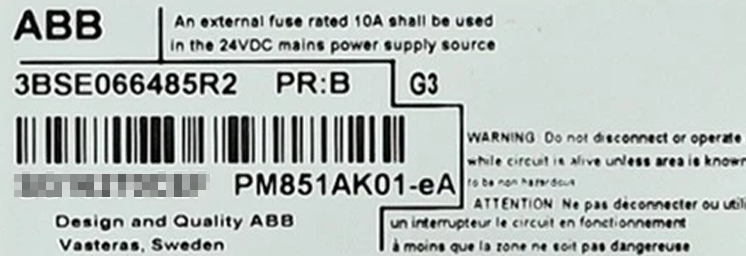 ABB
An external fuse rated 10A shall be used
in the 24VDC mains power supply source
3BSE066485R2 PR:B G3
WARNING: Do not disconnect or operate
while circuit is alive unless area is known
to be non hazerdous
PM851AK01-eA
ATTENTION: Ne pas déconnecter ou utili
un interrupteur le circuit en fonctionnement
à moins que la zone ne soit pas dangereuse
Design and Quality ABB
Vasteras, Sweden